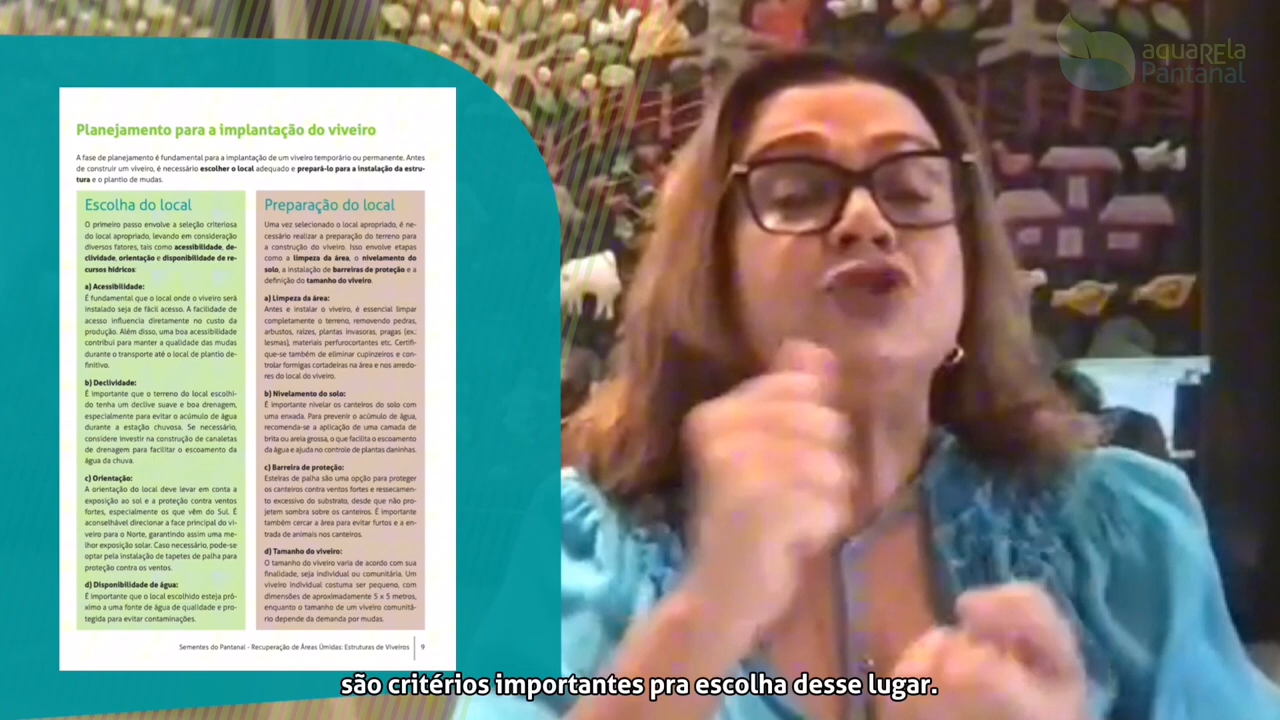 aquaRELa
Pantanal
Planejamento para a implantação do viveiro
A fase de planejamento é fundamental para a implantação de um viveiro temporário ou permanente. Antes
de construir um viveiro, é necessário escolher o local adequado e prepará-lo para a instalação da estru-
tura e o plantio de mudas.
Escolha do local
O primeiro passo envolve a seleção criteriosa
do local apropriado, levando em consideração
diversos fatores, tais como acessibilidade, de-
clividade, orientação e disponibilidade de re-
cursos hídricos:
a) Acessibilidade:
É fundamental que o local onde o viveiro será
instalado seja de fácil acesso. A facilidade de
acesso influencia diretamente no custo da
produção. Além disso, uma boa acessibilidade
contribui para manter a qualidade das mudas
durante o transporte até o local de plantio de-
finitivo.
b) Declividade:
É importante que o terreno do local escolhi-
do tenha um declive suave e boa drenagem,
especialmente para evitar o acúmulo de água
durante a estação chuvosa. Se necessário,
considere investir na construção de canaletas
de drenagem para facilitar o escoamento da
água da chuva.
c) Orientação:
A orientação do local deve levar em conta a
exposição ao sol e a proteção contra ventos
fortes, especialmente os que vêm do Sul. É
aconselhável direcionar a face principal do vi-
veiro para o Norte, garantindo assim uma me-
lhor exposição solar. Caso necessário, pode-se
optar pela instalação de tapetes de palha para
proteção contra os ventos.
d) Disponibilidade de água:
É importante que o local escolhido esteja pró-
ximo a uma fonte de água de qualidade e pro-
tegida para evitar contaminações.
Preparação do local
Uma vez selecionado o local apropriado, é ne-
cessário realizar a preparação do terreno para
a construção do viveiro. Isso envolve etapas
como a limpeza da área, o nivelamento do
solo, a instalação de barreiras de proteção e a
definição do tamanho do viveiro.
a) Limpeza da área:
Antes e instalar o viveiro, é essencial limpar
completamente o terreno, removendo pedras,
arbustos, raízes, plantas invasoras, pragas (ex.:
lesmas), materiais perfurocortantes etc. Certifi-
que-se também de eliminar cupinzeiros e con-
trolar formigas cortadeiras na área e nos arredo-
res do local do viveiro.
b) Nivelamento do solo:
É importante nivelar os canteiros do solo com
uma enxada. Para prevenir o acúmulo de água,
recomenda-se a aplicação de uma camada de
brita ou areia grossa, o que facilita o escoamento
da água e ajuda no controle de plantas daninhas.
c) Barreira de proteção:
Esteiras de palha são uma opção para proteger
os canteiros contra ventos fortes e ressecamen-
to excessivo do substrato, desde que não pro-
jetem sombra sobre os canteiros. É importante
também cercar a área para evitar furtos e a en-
trada de animais nos canteiros.
d) Tamanho do viveiro:
O tamanho do viveiro varia de acordo com sua
finalidade, seja individual ou comunitária. Um
viveiro individual costuma ser pequeno, com
dimensões de aproximadamente 5 x 5 metros,
enquanto o tamanho de um viveiro comunitá-
rio depende da demanda por mudas.
Sementes do Pantanal - Recuperação de Áreas Úmidas: Estruturas de Viveiros 9
são critérios importantes pra escolha desse lugar.